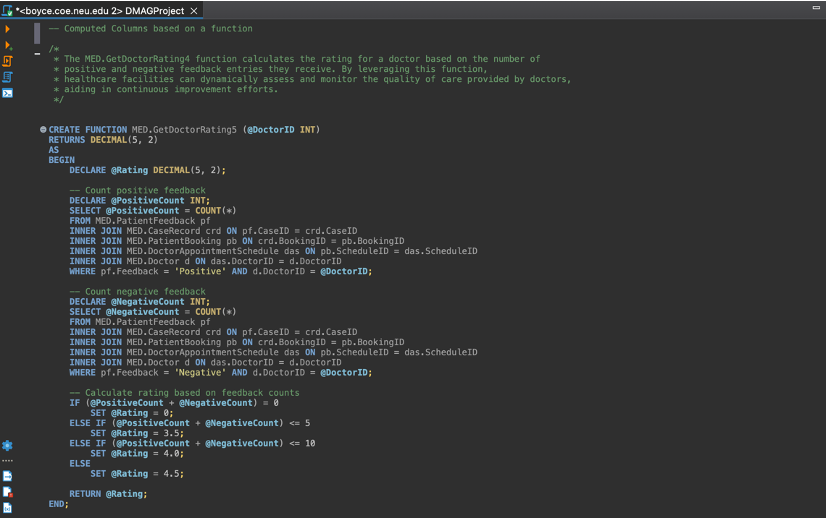 *<boyce.coe.neu.edu 2> DMAGProject
-- Computed Columns based on a function
/*
* The MED.GetDoctorRating4 function calculates the rating for a doctor based on the number of
* positive and negative feedback entries they receive. By leveraging this function,
* healthcare facilities can dynamically assess and monitor the quality of care provided by doctors,
* aiding in continuous improvement efforts.
*/
CREATE FUNCTION MED.GetDoctorRating5 (@DoctorID INT)
RETURNS DECIMAL(5, 2)
AS
BEGIN
DECLARE @Rating DECIMAL(5, 2);
-- Count positive feedback
DECLARE @PositiveCount INT;
SELECT @PositiveCount = COUNT(*)
FROM MED.PatientFeedback pf
INNER JOIN MED.CaseRecord crd ON pf.CaseID = crd.CaseID
INNER JOIN MED.PatientBooking pb ON crd.BookingID = pb.BookingID
INNER JOIN MED.DoctorAppointmentSchedule das ON pb.ScheduleID = das.ScheduleID
INNER JOIN MED.Doctor d ON das.DoctorID = d.DoctorID
WHERE pf.Feedback = 'Positive' AND d.DoctorID = @DoctorID;
-- Count negative feedback
DECLARE @NegativeCount INT;
SELECT @NegativeCount = COUNT(*)
FROM MED.PatientFeedback pf
INNER JOIN MED.CaseRecord crd ON pf.CaseID = crd.CaseID
INNER JOIN MED.PatientBooking pb ON crd.BookingID = pb.BookingID
INNER JOIN MED.DoctorAppointmentSchedule das ON pb.ScheduleID = das.ScheduleID
INNER JOIN MED.Doctor d ON das.DoctorID = d.DoctorID
WHERE pf.Feedback = 'Negative' AND d.DoctorID = @DoctorID;
-- Calculate rating based on feedback counts
IF (@PositiveCount + @NegativeCount) = 0
SET @Rating = 0;
ELSE IF (@PositiveCount + @NegativeCount) <= 5
SET @Rating = 3.5;
ELSE IF (@PositiveCount + @NegativeCount) <= 10
SET @Rating = 4.0;
ELSE
SET @Rating = 4.5;
RETURN @Rating;
END;